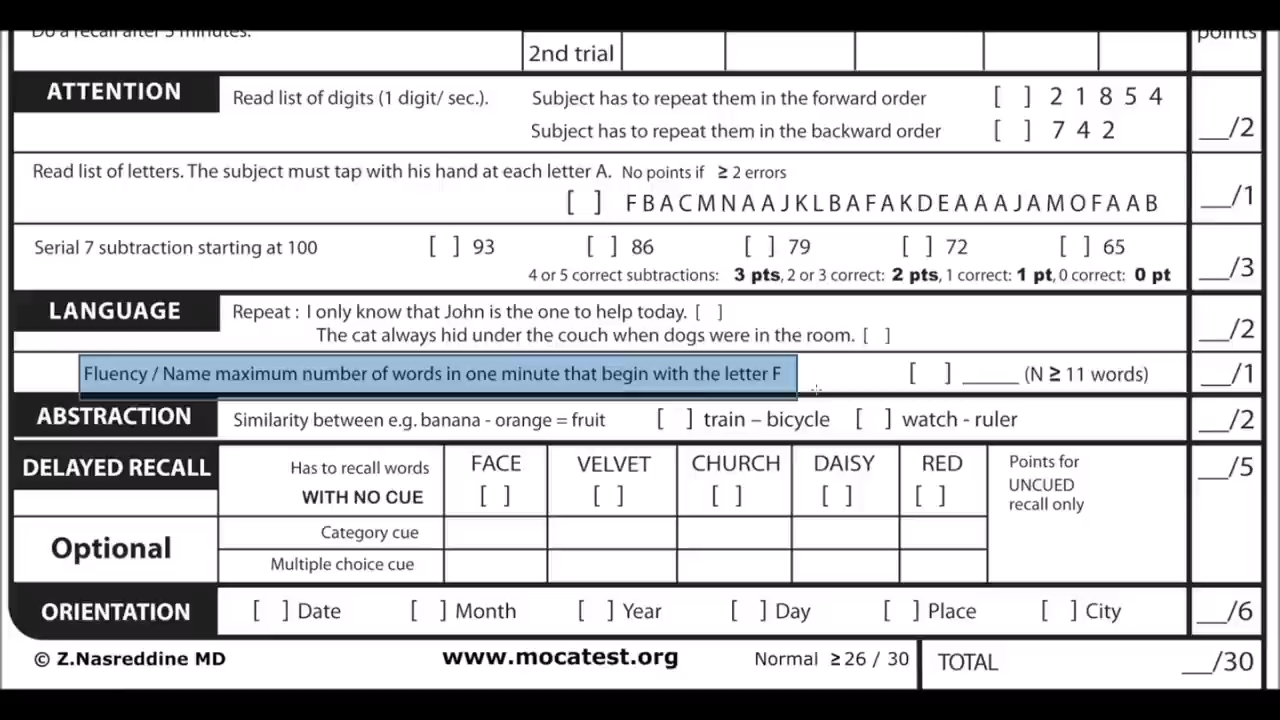 Do a recall after 5 minutes.
points
2nd trial
ATTENTION
Read list of digits (1 digit/ sec.).
Subject has to repeat them in the forward order [ ] 2 1 8 5 4
Subject has to repeat them in the backward order [ ] 7 4 2
__/2
Read list of letters. The subject must tap with his hand at each letter A. No points if ≥ 2 errors
[ ] F B A C M N A A J K L B A F A K D E A A A J A M O F A A B
__/1
Serial 7 subtraction starting at 100 [ ] 93 [ ] 86 [ ] 79 [ ] 72 [ ] 65
4 or 5 correct subtractions: 3 pts, 2 or 3 correct: 2 pts, 1 correct: 1 pt, 0 correct: 0 pt
__/3
LANGUAGE
Repeat : I only know that John is the one to help today. [ ]
The cat always hid under the couch when dogs were in the room. [ ]
__/2
Fluency / Name maximum number of words in one minute that begin with the letter F [ ] _____ (N ≥ 11 words)
__/1
ABSTRACTION
Similarity between e.g. banana - orange = fruit [ ] train – bicycle [ ] watch - ruler
__/2
DELAYED RECALL
Has to recall words
WITH NO CUE
FACE
[ ]
VELVET
[ ]
CHURCH
[ ]
DAISY
[ ]
RED
[ ]
Points for
UNCUED
recall only
__/5
Optional
Category cue
Multiple choice cue
ORIENTATION
[ ] Date [ ] Month [ ] Year [ ] Day [ ] Place [ ] City
__/6
© Z.Nasreddine MD
www.mocatest.org
Normal ≥ 26 / 30
TOTAL
__/30